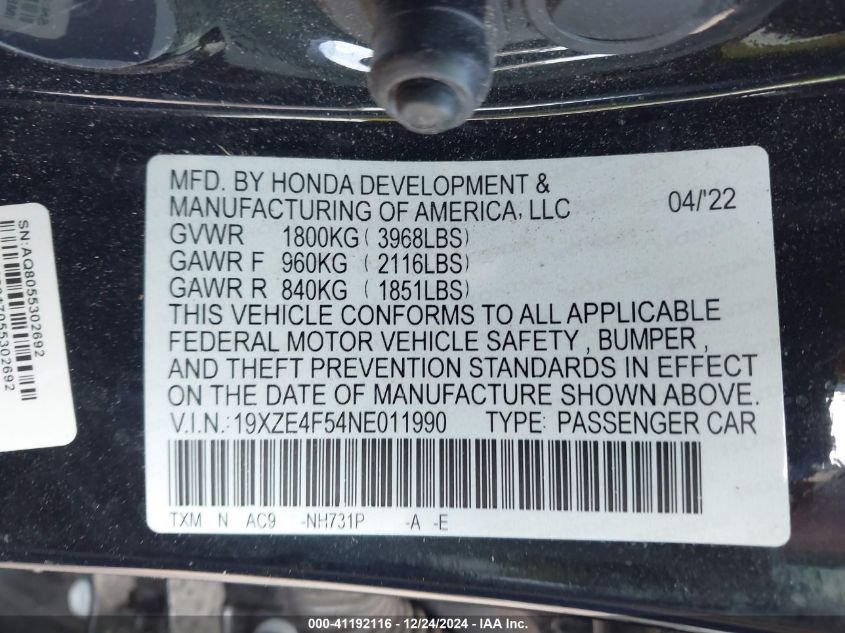 MFD. BY HONDA DEVELOPMENT &
MANUFACTURING OF AMERICA, LLC 04/'22
GVWR 1800KG ( 3968LBS)
GAWR F 960KG ( 2116LBS)
GAWR R 840KG ( 1851LBS)
THIS VEHICLE CONFORMS TO ALL APPLICABLE
FEDERAL MOTOR VEHICLE SAFETY , BUMPER ,
AND THEFT PREVENTION STANDARDS IN EFFECT
ON THE DATE OF MANUFACTURE SHOWN ABOVE.
V.I.N.: 19XZE4F54NE011990 TYPE: PASSENGER CAR
TXM N AC9 -NH731P -A -E
SN:AQ8055302692
000-41192116 - 12/24/2024 - © IAA Inc.